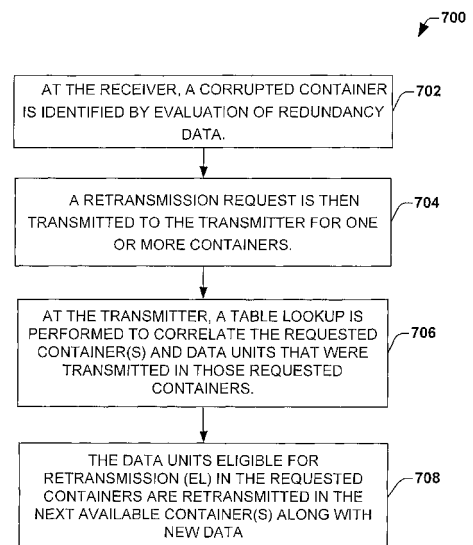 700
AT THE RECEIVER, A CORRUPTED CONTAINER
IS IDENTIFIED BY EVALUATION OF REDUNDANCY
DATA.
702
A RETRANSMISSION REQUEST IS THEN
TRANSMITTED TO THE TRANSMITTER FOR ONE
OR MORE CONTAINERS.
704
AT THE TRANSMITTER, A TABLE LOOKUP IS
PERFORMED TO CORRELATE THE REQUESTED
CONTAINER(S) AND DATA UNITS THAT WERE
TRANSMITTED IN THOSE REQUESTED
CONTAINERS.
706
THE DATA UNITS ELIGIBLE FOR
RETRANSMISSION (EL) IN THE REQUESTED
CONTAINERS ARE RETRANSMITTED IN THE
NEXT AVAILABLE CONTAINER(S) ALONG WITH
NEW DATA
708